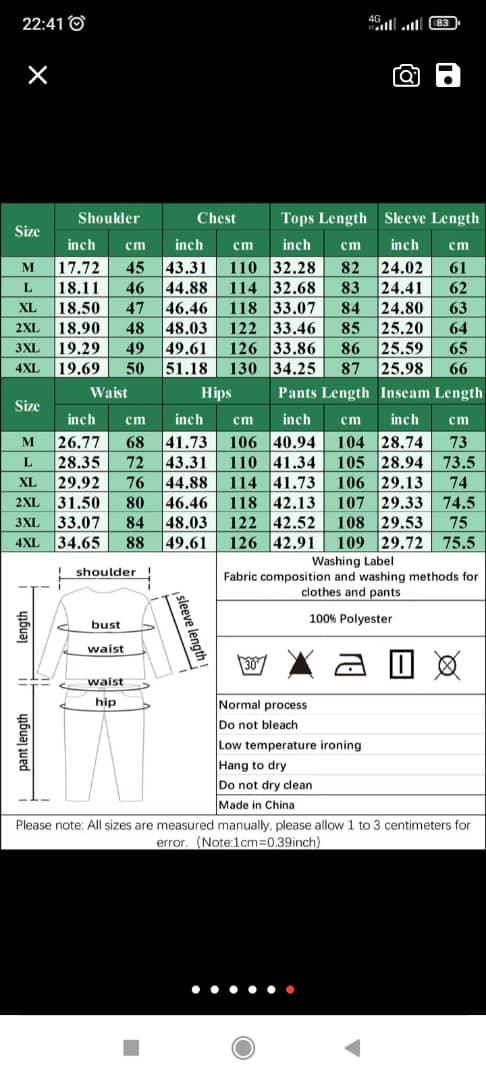 22:41
4G
83
Size Shoulder Chest Tops Length Sleeve Length
inch cm inch cm inch cm inch cm
M 17.72 45 43.31 110 32.28 82 24.02 61
L 18.11 46 44.88 114 32.68 83 24.41 62
XL 18.50 47 46.46 118 33.07 84 24.80 63
2XL 18.90 48 48.03 122 33.46 85 25.20 64
3XL 19.29 49 49.61 126 33.86 86 25.59 65
4XL 19.69 50 51.18 130 34.25 87 25.98 66
Size Waist Hips Pants Length Inseam Length
inch cm inch cm inch cm inch cm
M 26.77 68 41.73 106 40.94 104 28.74 73
L 28.35 72 43.31 110 41.34 105 28.94 73.5
XL 29.92 76 44.88 114 41.73 106 29.13 74
2XL 31.50 80 46.46 118 42.13 107 29.33 74.5
3XL 33.07 84 48.03 122 42.52 108 29.53 75
4XL 34.65 88 49.61 126 42.91 109 29.72 75.5
shoulder
length
sleeve length
bust
waist
waist
hip
pant length
Washing Label
Fabric composition and washing methods for
clothes and pants
100% Polyester
30°
Normal process
Do not bleach
Low temperature ironing
Hang to dry
Do not dry clean
Made in China
Please note: All sizes are measured manually, please allow 1 to 3 centimeters for
error. (Note:1cm=0.39inch)